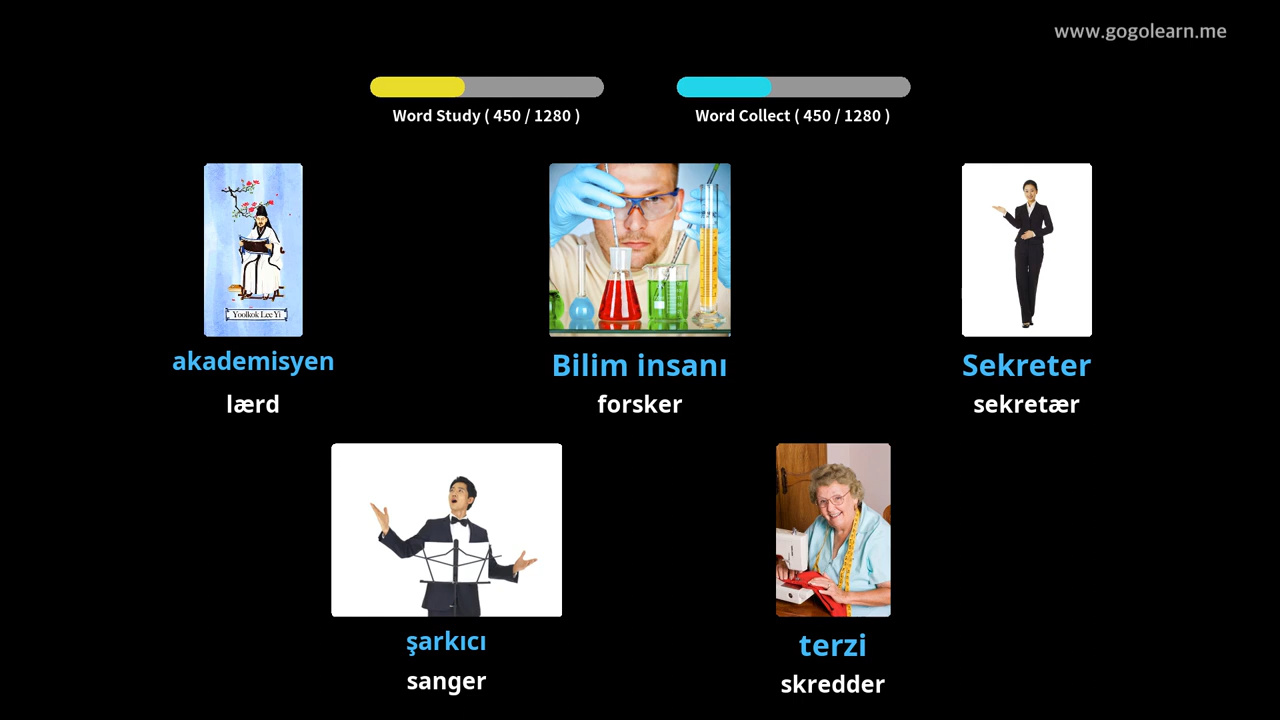 www.gogolearn.me
Word Study ( 450 / 1280 )
Word Collect ( 450 / 1280 )
Yoolkok Lee Yi
akademisyen
lærd
Bilim insanı
forsker
Sekreter
sekretær
şarkıcı
sanger
terzi
skredder